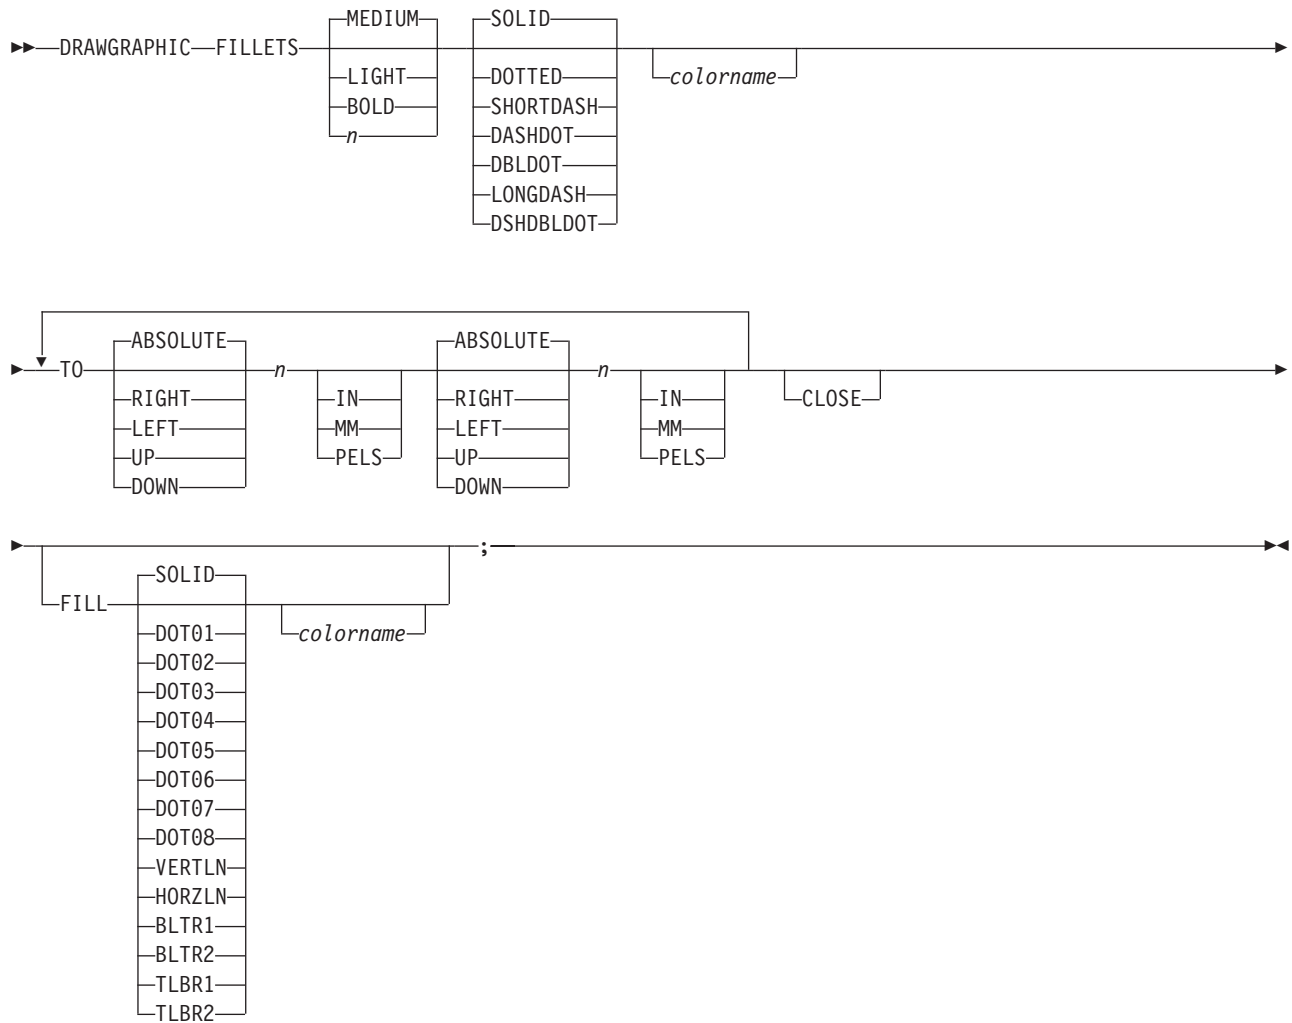 MEDIUM SOLID
DRAWGRAPHIC FILLETS
LIGHT DOTTED colorname
BOLD SHORTDASH
n DASHDOT
DBLDOT
LONGDASH
DSHDBLDOT
ABSOLUTE ABSOLUTE
TO n n
RIGHT IN RIGHT IN CLOSE
LEFT MM LEFT MM
UP PELS UP PELS
DOWN DOWN
;
SOLID
FILL
DOT01 colorname
DOT02
DOT03
DOT04
DOT05
DOT06
DOT07
DOT08
VERTLN
HORZLN
BLTR1
BLTR2
TLBR1
TLBR2